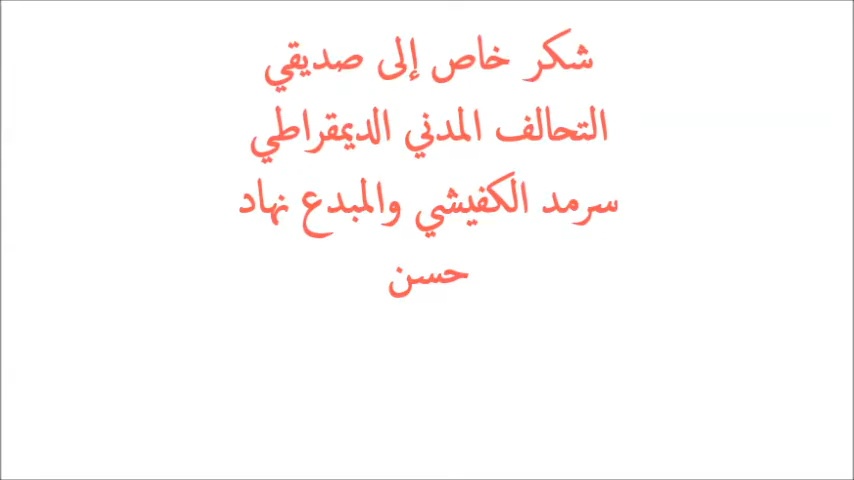 شكر خاص إلى صديقي
التحالف المدني الديمقراطي
سرمد الكفيشي والمبدع نهاد
حسن